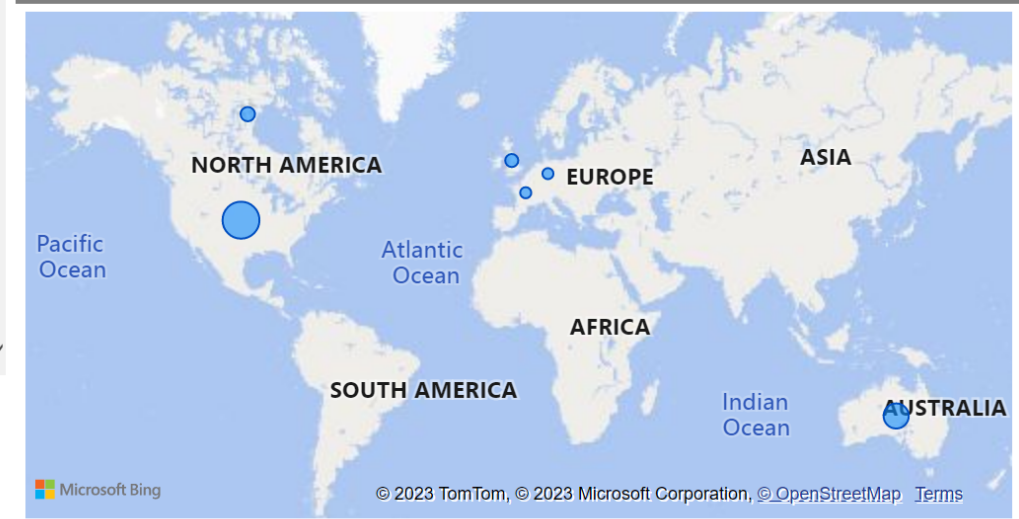 NORTH AMERICA
EUROPE
ASIA
Pacific
Ocean
Atlantic
Ocean
AFRICA
SOUTH AMERICA
Indian
Ocean
AUSTRALIA
Microsoft Bing
© 2023 TomTom, © 2023 Microsoft Corporation, © OpenStreetMap Terms